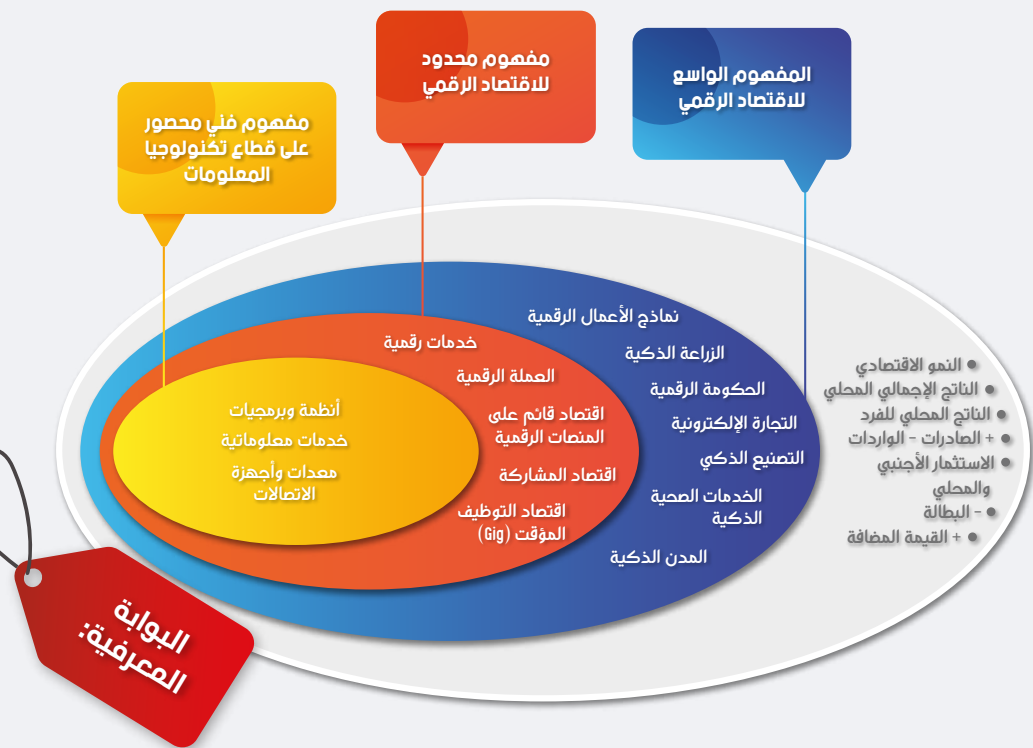 المفهوم الواسع
للاقتصاد الرقمي
مفهوم محدود
للاقتصاد الرقمي
مفهوم فني محصور
على قطاع تكنولوجيا
المعلومات
نماذج الأعمال الرقمية
الزراعة الذكية
الحكومة الرقمية
التجارة الإلكترونية
التصنيع الذكي
الخدمات الصحية
الذكية
المدن الذكية
خدمات رقمية
العملة الرقمية
اقتصاد قائم على
المنصات الرقمية
اقتصاد المشاركة
اقتصاد التوظيف
المؤقت (Gig)
أنظمة وبرمجيات
خدمات معلوماتية
معدات وأجهزة
الاتصالات
● النمو الاقتصادي
● الناتج الإجمالي المحلي
● الناتج المحلي للفرد
● + الصادرات - الواردات
● الاستثمار الأجنبي
والمحلي
● - البطالة
● + القيمة المضافة
البوابة
المعرفية: